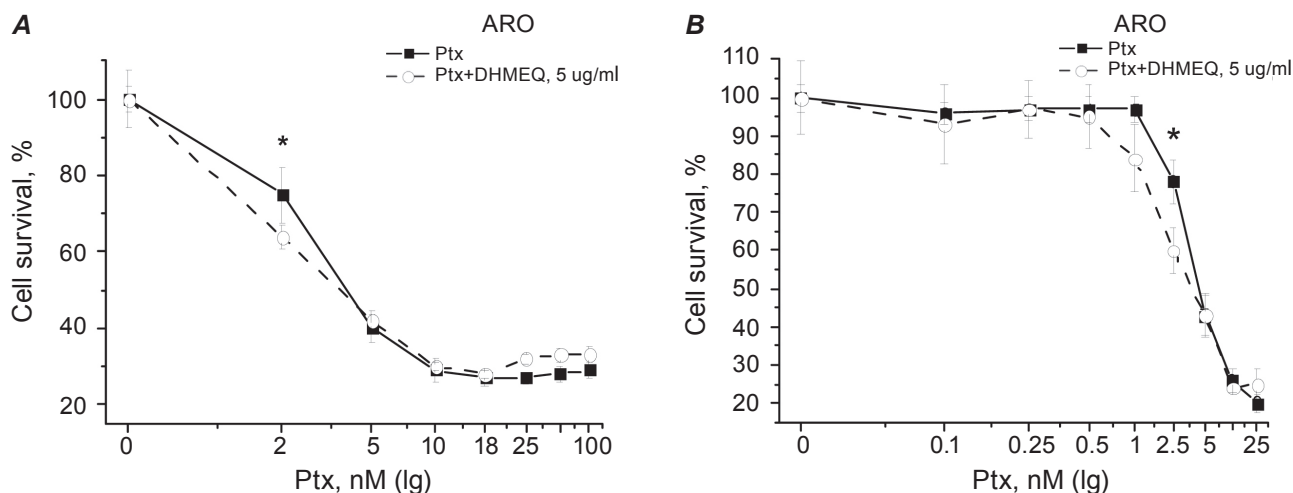 A
ARO
Ptx
Ptx+DHMEQ, 5 ug/ml
100
80
60
40
20
*
Cell survival, %
0 2 5 10 18 25 100
Ptx, nM (lg)
B
ARO
Ptx
Ptx+DHMEQ, 5 ug/ml
110
100
90
80
70
60
50
40
30
20
*
Cell survival, %
0 0.1 0.25 0.5 1 2.5 5 25
Ptx, nM (lg)